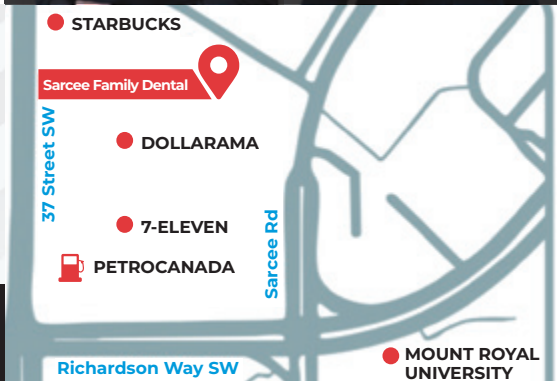 STARBUCKS
Sarcee Family Dental
37 Street SW
DOLLARAMA
7-ELEVEN
Sarcee Rd
PETROCANADA
Richardson Way SW
MOUNT ROYAL
UNIVERSITY